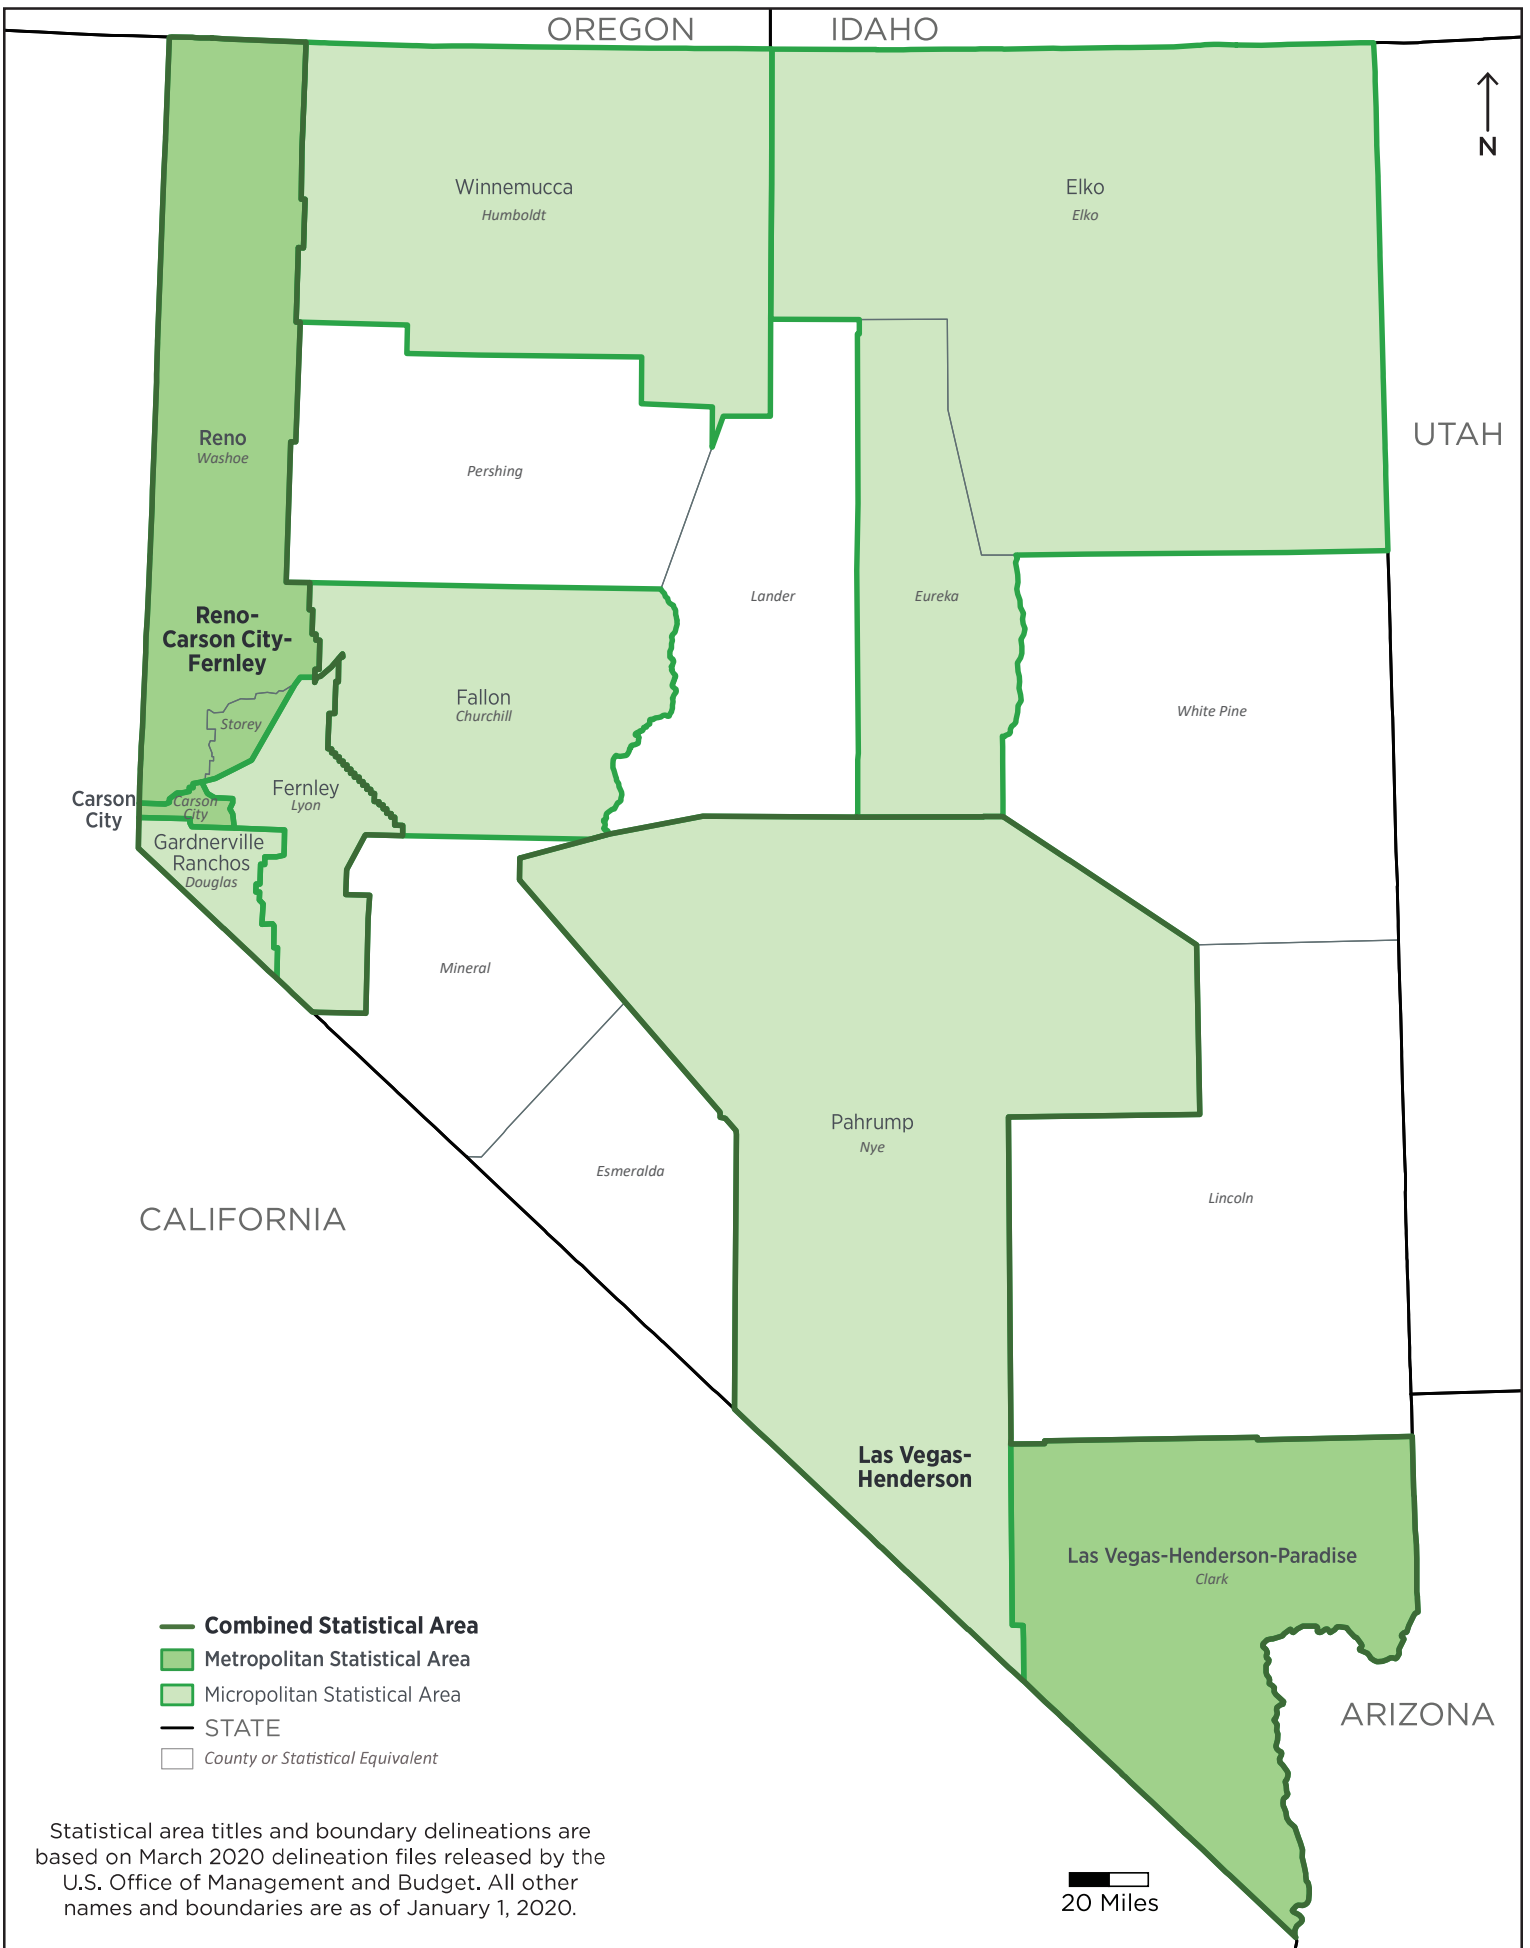 OREGON
IDAHO
N
Winnemucca
Humboldt
Elko
Elko
UTAH
Reno
Washoe
Pershing
Lander
Eureka
Reno-
Carson City-
Fernley
Fallon
Churchill
White Pine
Storey
Fernley
Lyon
Carson
City
Carson
City
Gardnerville
Ranchos
Douglas
Mineral
Pahrump
Nye
Esmeralda
Lincoln
CALIFORNIA
Las Vegas-
Henderson
Las Vegas-Henderson-Paradise
Clark
ARIZONA
Combined Statistical Area
Metropolitan Statistical Area
Micropolitan Statistical Area
STATE
County or Statistical Equivalent
Statistical area titles and boundary delineations are
based on March 2020 delineation files released by the
U.S. Office of Management and Budget. All other
names and boundaries are as of January 1, 2020.
20 Miles